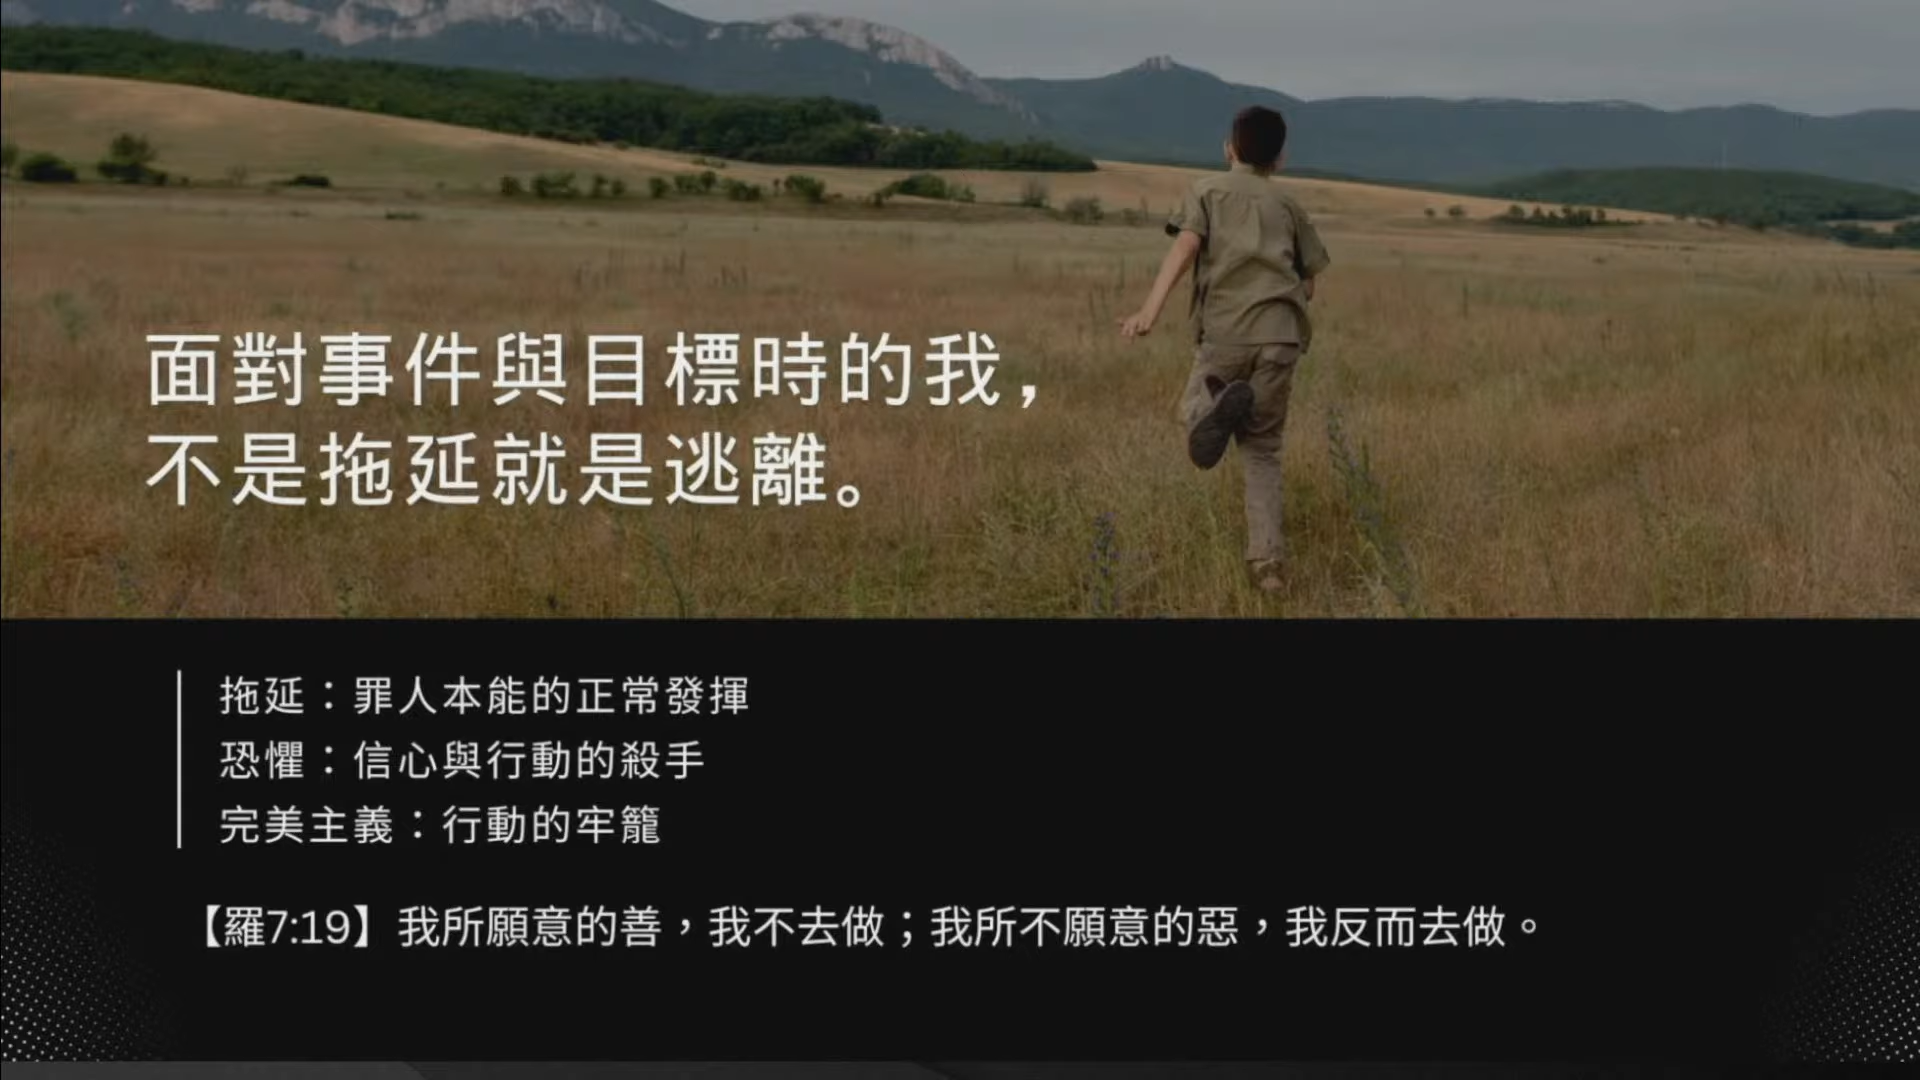 面對事件與目標時的我，
不是拖延就是逃離。
拖延：罪人本能的正常發揮
恐懼：信心與行動的殺手
完美主義：行動的牢籠
【羅7:19】我所願意的善，我不去做；我所不願意的惡，我反而去做。